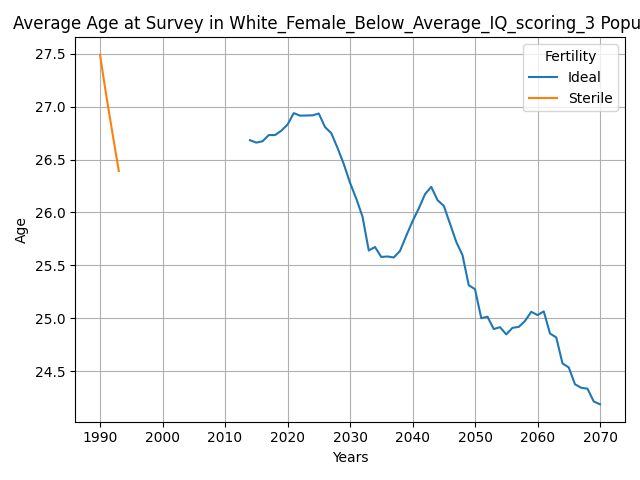 Average Age at Survey in White_Female_Below_Average_IQ_scoring_3 Popu
Fertility
Ideal
Sterile
27.5
27.0
26.5
26.0
25.5
25.0
24.5
Age
1990 2000 2010 2020 2030 2040 2050 2060 2070
Years